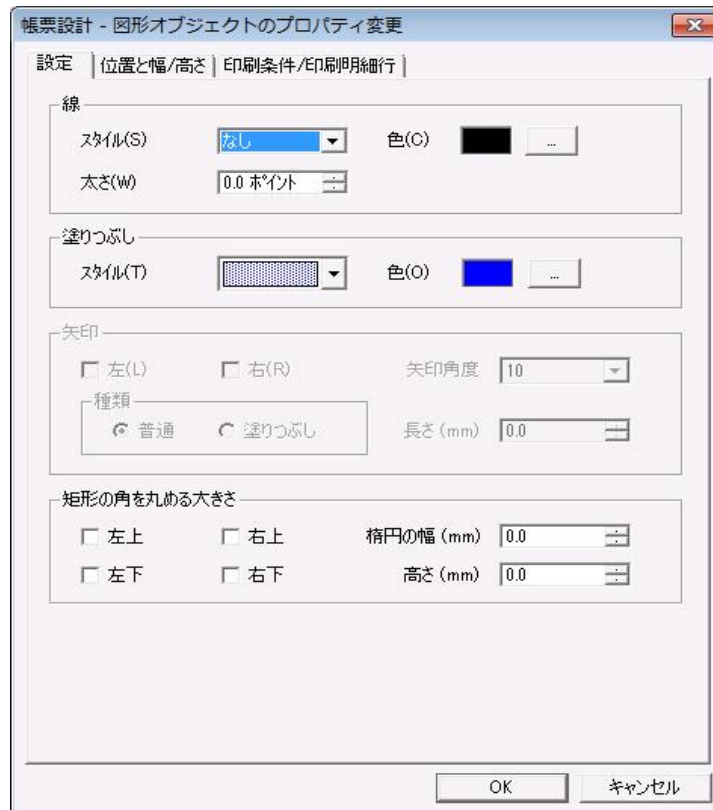 帳票設計 - 図形オブジェクトのプロパティ変更
設定 位置と幅/高さ 印刷条件/印刷明細行
線
スタイル(S) なし 色(C) ...
太さ(W) 0.0 ポイント
塗りつぶし
スタイル(T) 色(O) ...
矢印
左(L) 右(R) 矢印角度 10
種類
普通 塗りつぶし 長さ (mm) 0.0
矩形の角を丸める大きさ
左上 右上 楕円の幅 (mm) 0.0
左下 右下 高さ (mm) 0.0
OK キャンセル